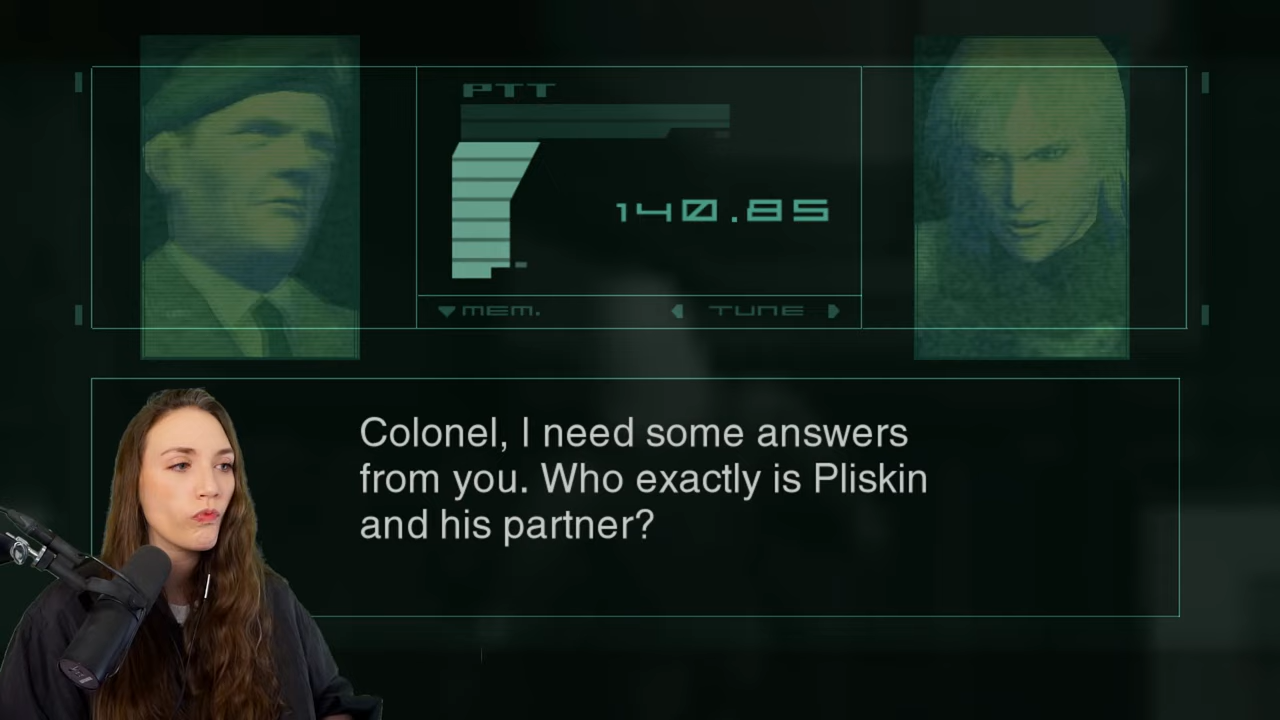 PTT
140.85
MEM.
TUNE
Colonel, I need some answers
from you. Who exactly is Pliskin
and his partner?